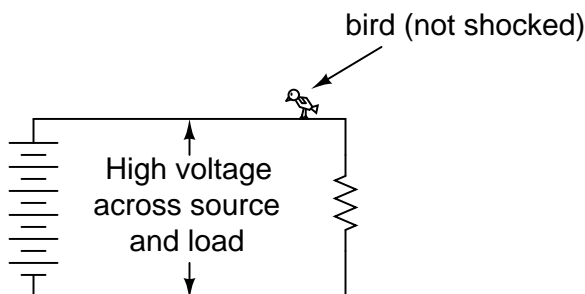 bird (not shocked)
High voltage
across source
and load